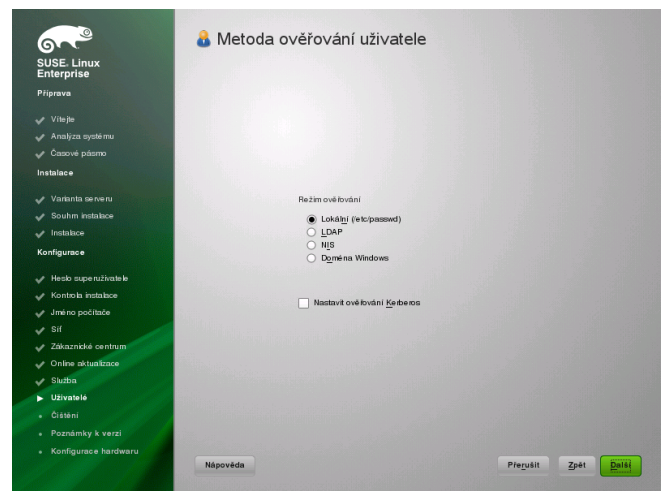 SUSE Linux
Enterprise
Příprava
Vítejte
Analýza systému
Časové pásmo
Instalace
Varianta serveru
Souhrn instalace
Instalace
Konfigurace
Heslo superuživatele
Kontrola instalace
Jméno počítače
Síť
Zákaznické centrum
Online aktualizace
Služba
Uživatelé
Čištění
Poznámky k verzi
Konfigurace hardwaru
Metoda ověřování uživatele
Režim ověřování
Lokální (/etc/passwd)
LDAP
NIS
Doména Windows
Nastavit ověřování Kerberos
Nápověda
Přerušit
Zpět
Další